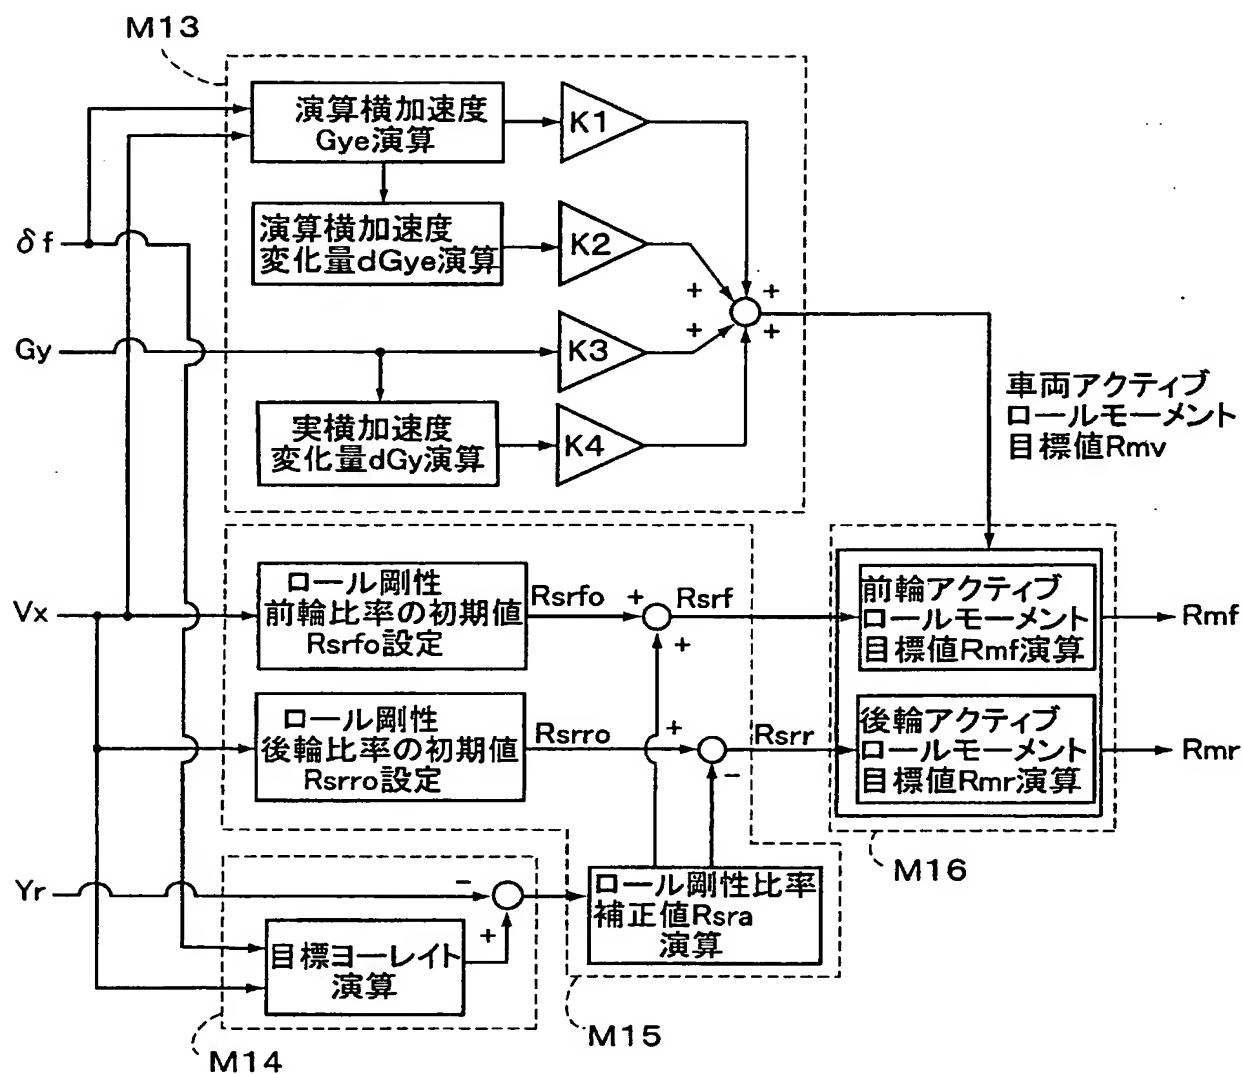 M13
演算横加速度
Gye演算
K1
δf
演算横加速度
変化量dGye演算
K2
+
+
+
+
Gy
K3
実横加速度
変化量dGy演算
K4
車両アクティブ
ロールモーメント
目標値Rmv
Vx
ロール剛性
前輪比率の初期値
Rsrfo設定
Rsrfo
+
+
Rsrf
前輪アクティブ
ロールモーメント
目標値Rmf演算
Rmf
ロール剛性
後輪比率の初期値
Rsrro設定
Rsrro
+
-
Rsrr
後輪アクティブ
ロールモーメント
目標値Rmr演算
Rmr
M16
Yr
-
+
目標ヨーレイト
演算
ロール剛性比率
補正値Rsra
演算
M15
M14